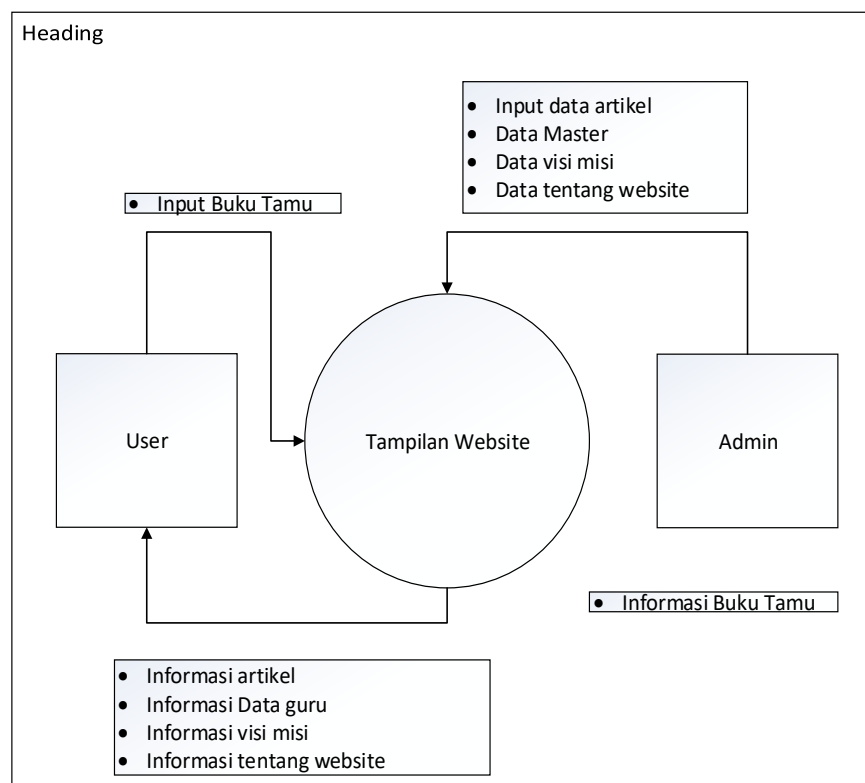 Heading
• Input data artikel
• Data Master
• Data visi misi
• Data tentang website
• Input Buku Tamu
User
Tampilan Website
Admin
• Informasi Buku Tamu
• Informasi artikel
• Informasi Data guru
• Informasi visi misi
• Informasi tentang website